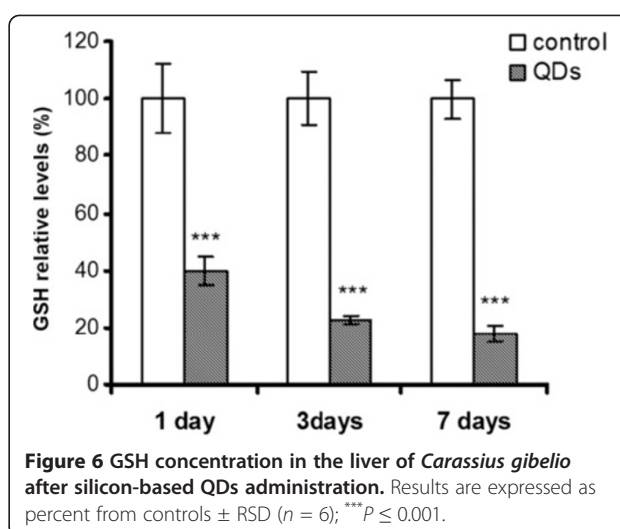 120
100
80
60
40
20
0
GSH relative levels (%)
control
QDs
***
***
***
1 day
3days
7 days
Figure 6 GSH concentration in the liver of Carassius gibelio
after silicon-based QDs administration. Results are expressed as
percent from controls ± RSD (n = 6); ***P ≤ 0.001.